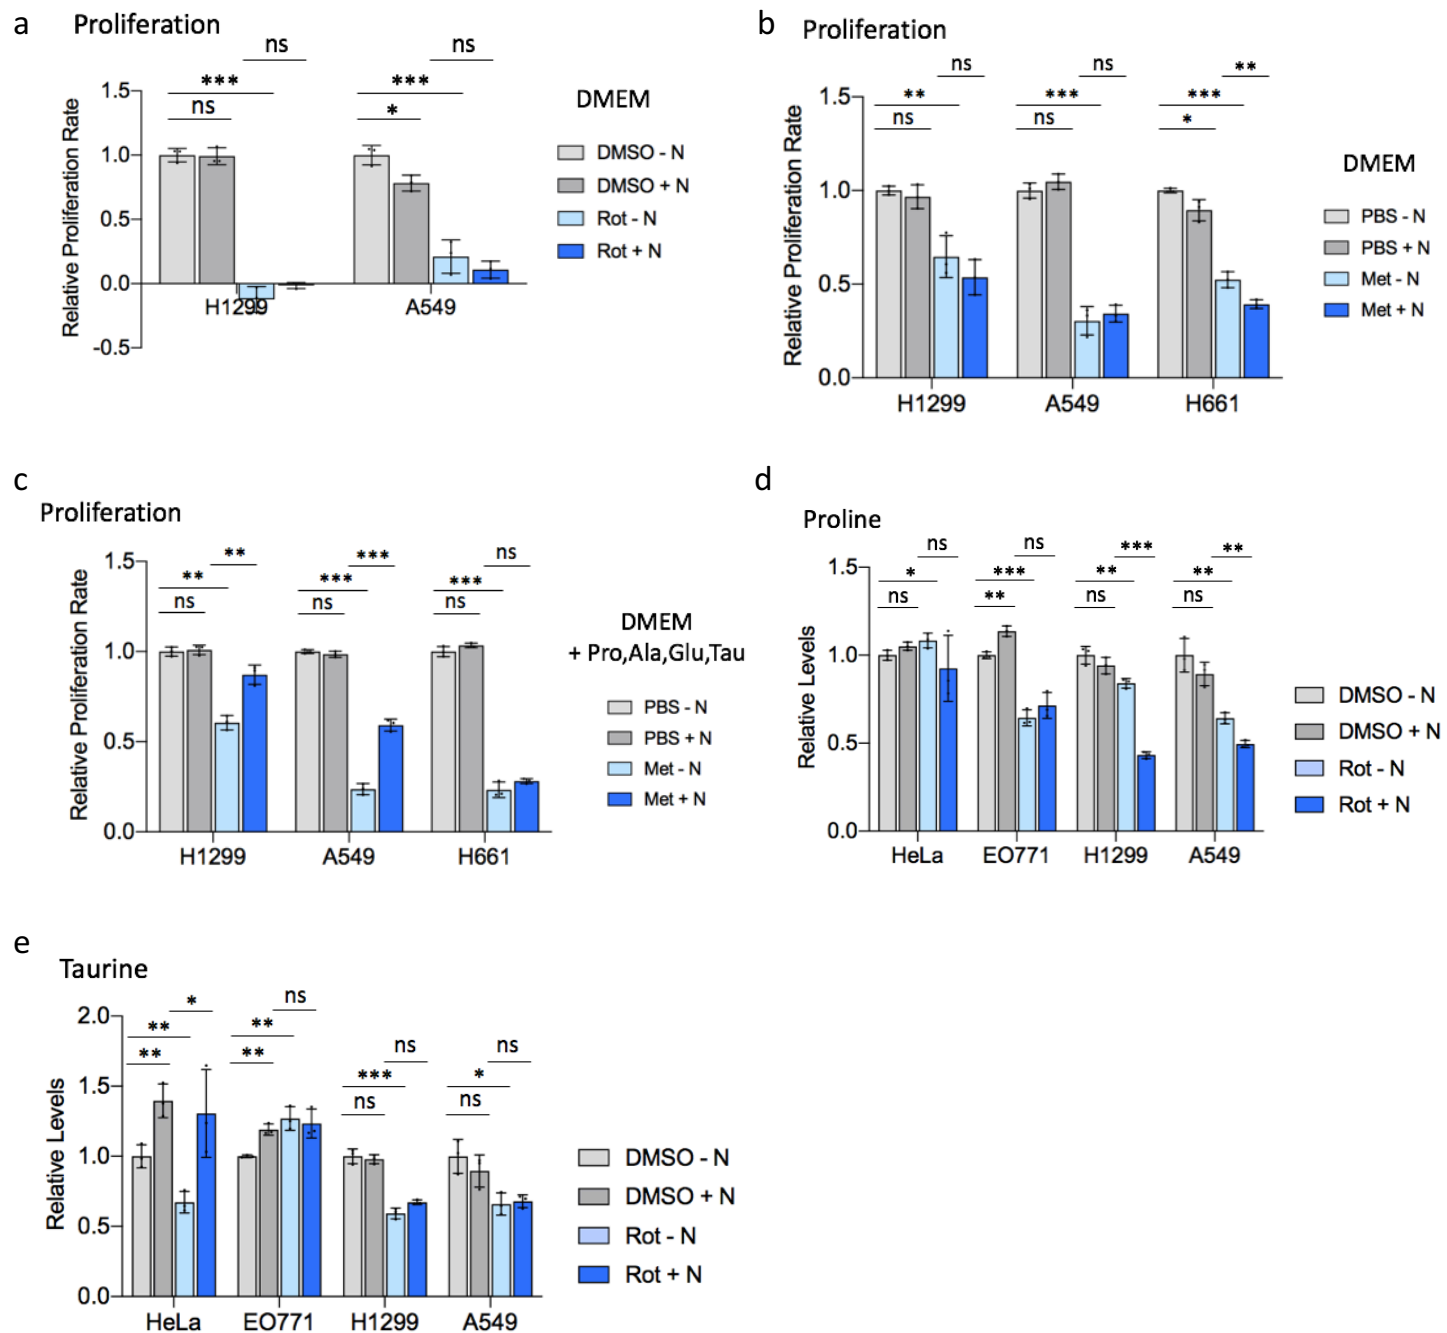 a
Proliferation
ns
***
***
ns
ns
*
1.5
1.0
0.5
0.0
-0.5
Relative Proliferation Rate
H1299
A549
DMEM
DMSO - N
DMSO + N
Rot - N
Rot + N
b
Proliferation
ns
ns
**
**
***
***
ns
ns
*
1.5
1.0
0.5
0.0
Relative Proliferation Rate
H1299
A549
H661
DMEM
PBS - N
PBS + N
Met - N
Met + N
c
Proliferation
**
***
ns
**
***
***
ns
ns
ns
1.5
1.0
0.5
0.0
Relative Proliferation Rate
H1299
A549
H661
DMEM
+ Pro,Ala,Glu,Tau
PBS - N
PBS + N
Met - N
Met + N
d
Proline
ns
ns
***
**
*
***
**
**
ns
**
ns
ns
1.5
1.0
0.5
0.0
Relative Levels
HeLa
EO771
H1299
A549
DMSO - N
DMSO + N
Rot - N
Rot + N
e
Taurine
*
ns
ns
ns
**
**
***
*
**
**
ns
ns
2.0
1.5
1.0
0.5
0.0
Relative Levels
HeLa
EO771
H1299
A549
DMSO - N
DMSO + N
Rot - N
Rot + N